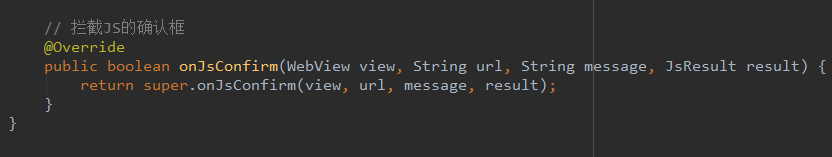 // 拦截JS的确认框
@Override
public boolean onJsConfirm(WebView view, String url, String message, JsResult result) {
return super.onJsConfirm(view, url, message, result);
}
}